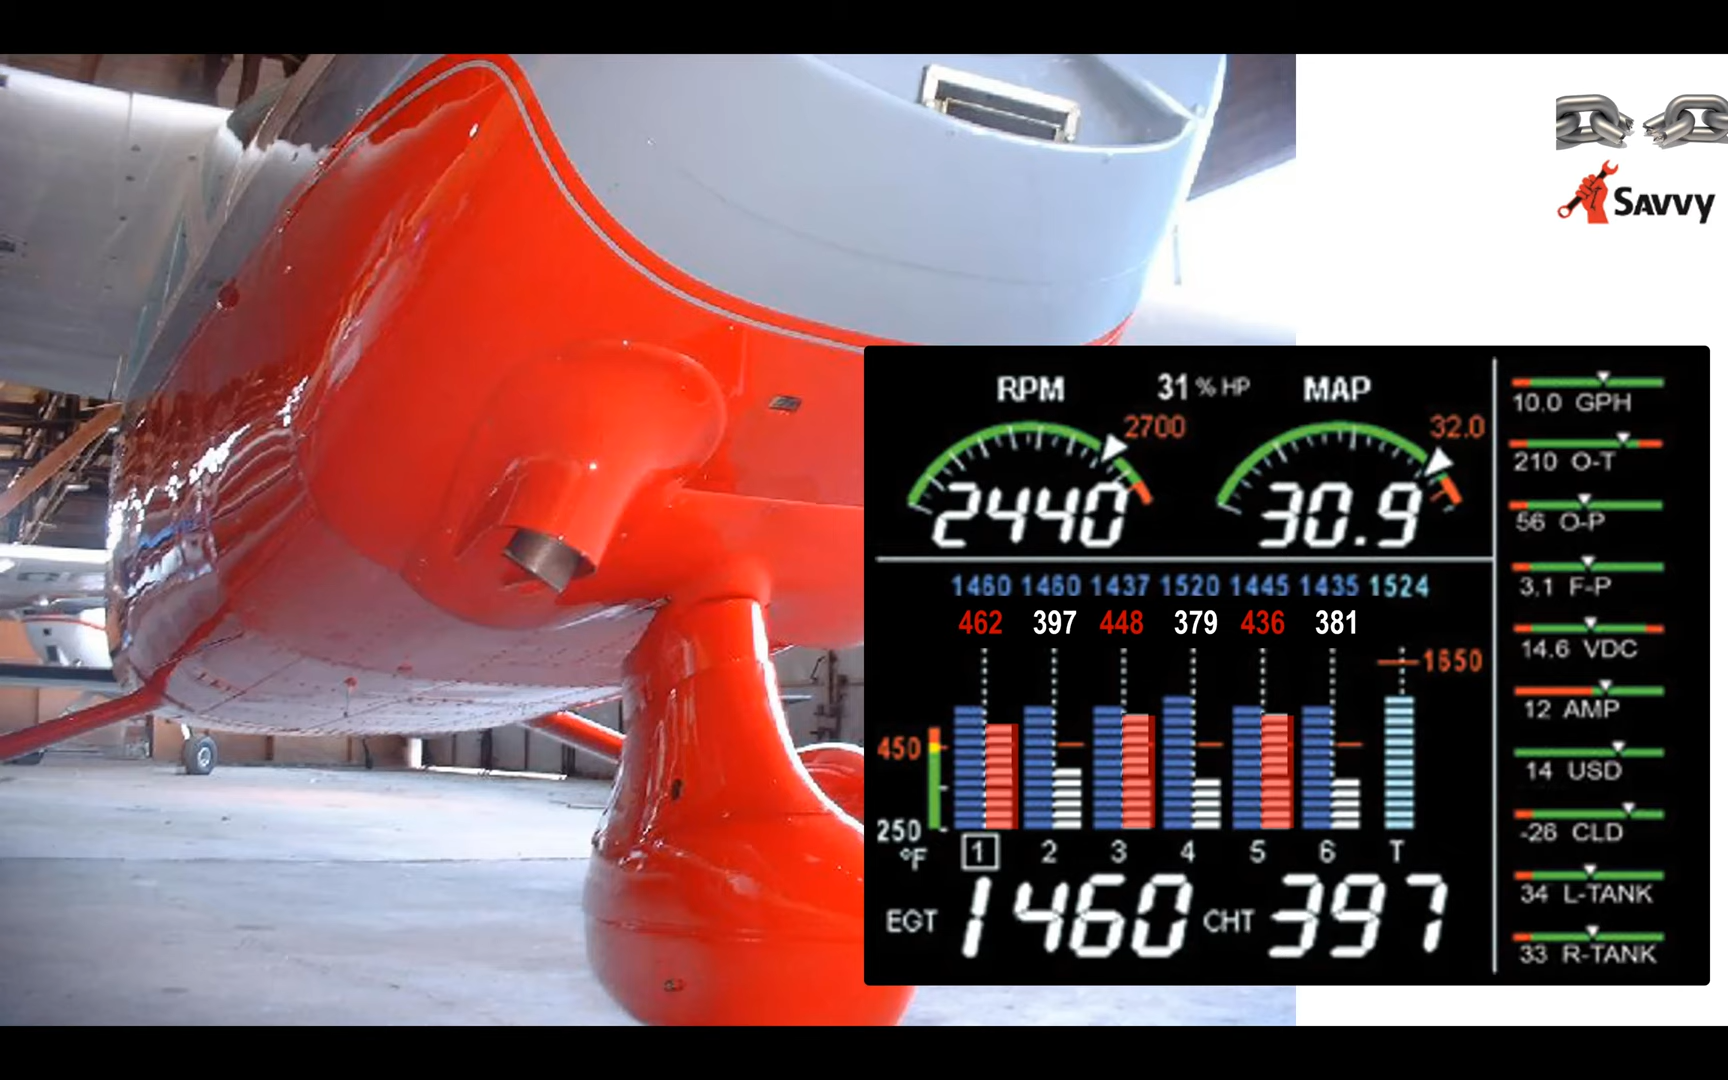 SAVVY
RPM 31 % HP MAP
2700 32.0
2440 30.9
1460 1460 1437 1520 1445 1435 1524
462 397 448 379 436 381
1650
450
250
°F
1 2 3 4 5 6 T
EGT 1460 CHT 397
10.0 GPH
210 O-T
56 O-P
3.1 F-P
14.6 VDC
12 AMP
14 USD
-26 CLD
34 L-TANK
33 R-TANK